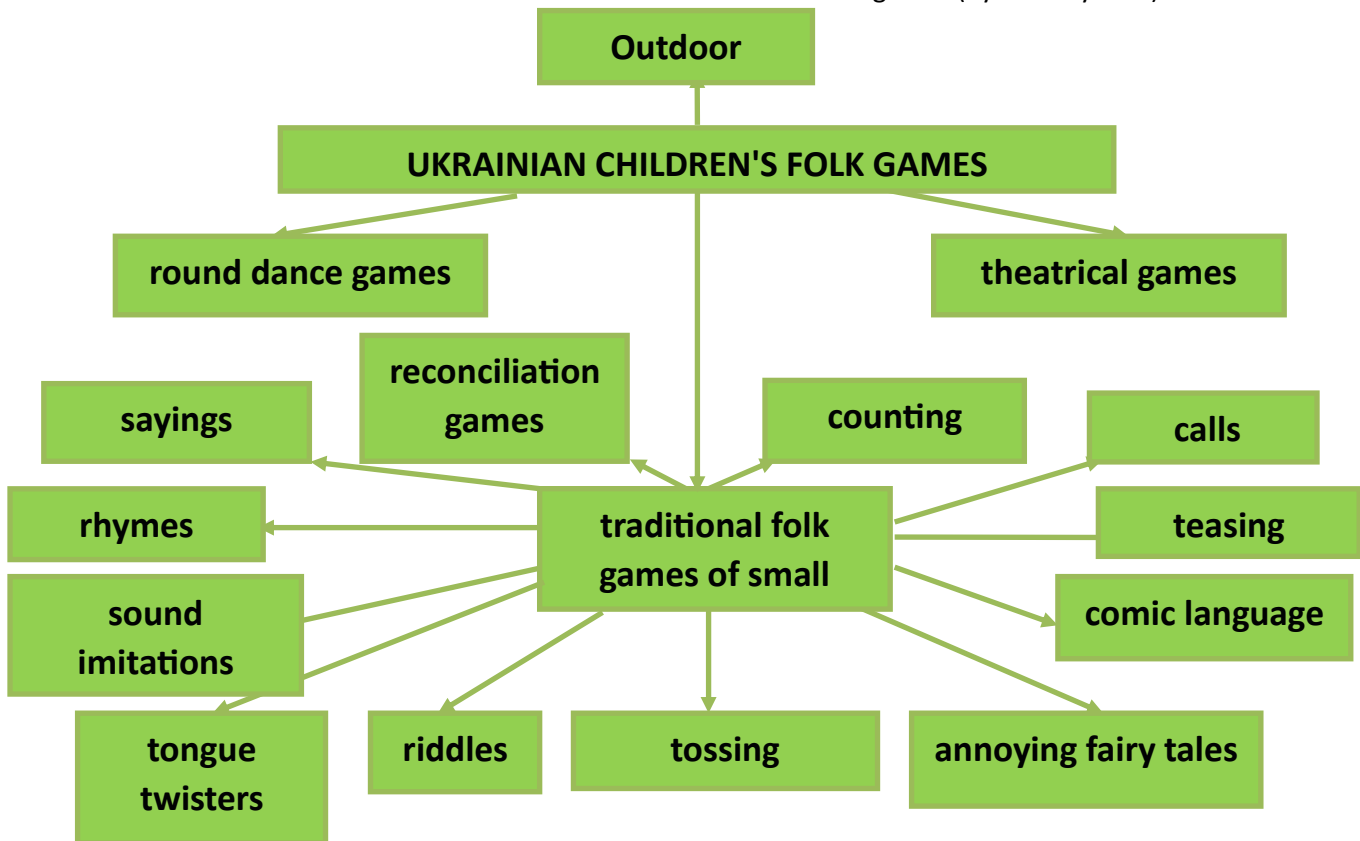 Outdoor
UKRAINIAN CHILDREN'S FOLK GAMES
round dance games
theatrical games
reconciliation
games
sayings
counting
calls
rhymes
traditional folk
games of small
teasing
sound
imitations
comic language
tongue
twisters
riddles
tossing
annoying fairy tales